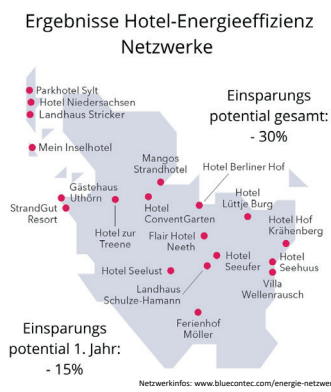 Ergebnisse Hotel-Energieeffizienz
Netzwerke
Parkhotel Sylt
Hotel Niedersachsen
Landhaus Stricker
Einsparungs
potential gesamt:
- 30%
Mein Inselhotel
Mangos
Strandhotel
Hotel Berliner Hof
Gästehaus
Uthörn
StrandGut
Resort
Hotel
ConventGarten
Hotel
Lüttje Burg
Hotel Hof
Krähenberg
Hotel zur
Treene
Flair Hotel
Neeth
Hotel
Seeufer
Hotel
Seehuus
Hotel Seelust
Landhaus
Schulze-Hamann
Villa
Wellenrausch
Ferienhof
Möller
Einsparungs
potential 1. Jahr:
- 15%
Netzwerkinfos: www.bluecontec.com/energie-netzwer